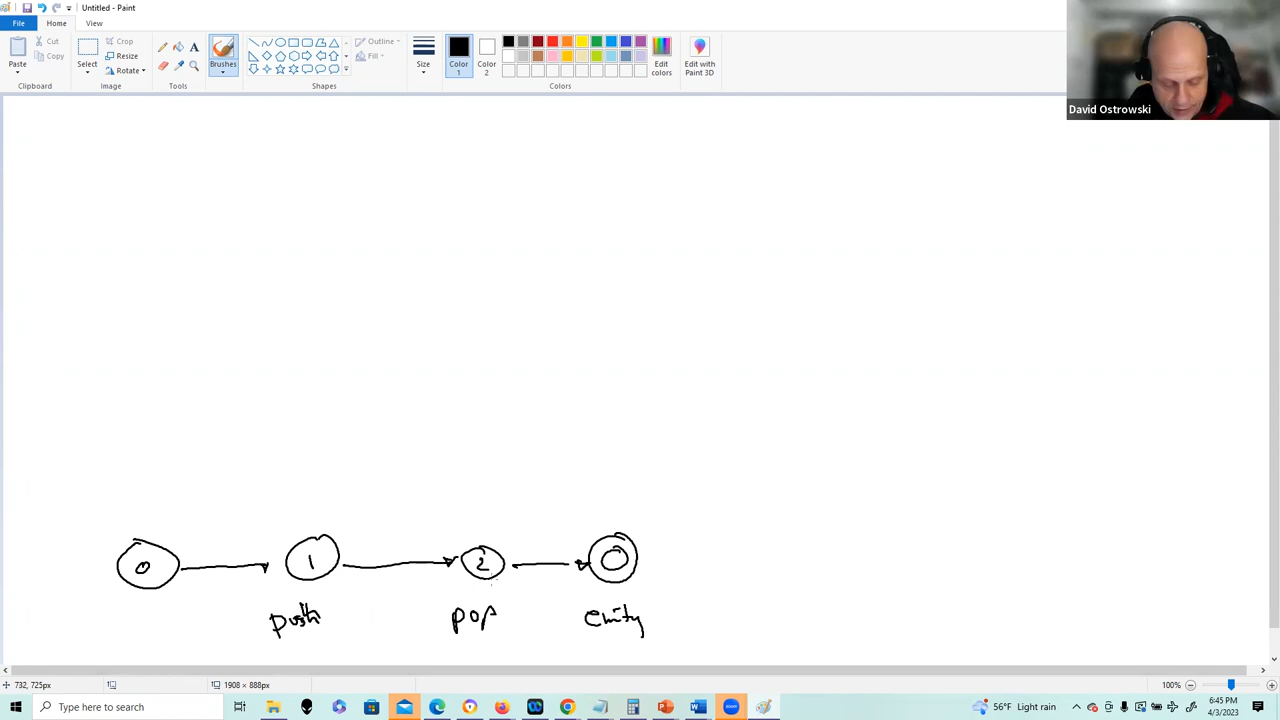 Untitled - Paint
File Home View
Paste
Cut
Copy
Clipboard
Select
Crop
Resize
Rotate
Image
A
Tools
Brushes
Shapes
Outline
Fill
Size
Color 1
Color 2
Colors
Edit colors
Edit with Paint 3D
David Ostrowski
0 1 2
push pop
732, 725px 1908 × 888px 100%
Type here to search
zoom
56°F Light rain
6:45 PM
4/3/2023